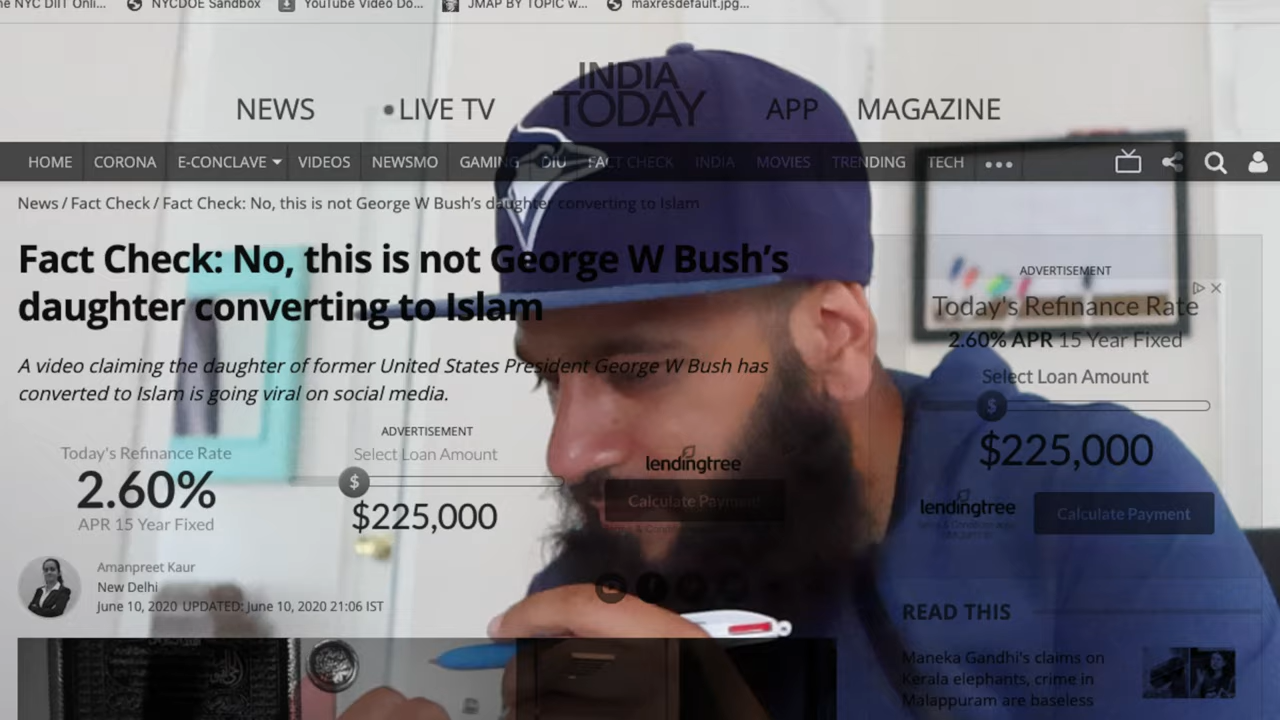 he NYC DIIT Onli...
NYCDOE Sandbox
YouTube Video Do...
JMAP BY TOPIC w...
maxresdefault.jpg...
INDIA
TODAY
NEWS
LIVE TV
APP
MAGAZINE
HOME
CORONA
E-CONCLAVE
VIDEOS
NEWSMO
GAMING
DIU
FACT CHECK
INDIA
MOVIES
TRENDING
TECH
News / Fact Check / Fact Check: No, this is not George W Bush's daughter converting to Islam
Fact Check: No, this is not George W Bush's
daughter converting to Islam
A video claiming the daughter of former United States President George W Bush has
converted to Islam is going viral on social media.
ADVERTISEMENT
Today's Refinance Rate
2.60%
APR 15 Year Fixed
Select Loan Amount
$
$225,000
lendingtree
Calculate Payment
Amanpreet Kaur
New Delhi
June 10, 2020 UPDATED: June 10, 2020 21:06 IST
ADVERTISEMENT
Today's Refinance Rate
2.60% APR 15 Year Fixed
Select Loan Amount
$
$225,000
lendingtree
Calculate Payment
READ THIS
Maneka Gandhi's claims on
Kerala elephants, crime in
Malappuram are baseless